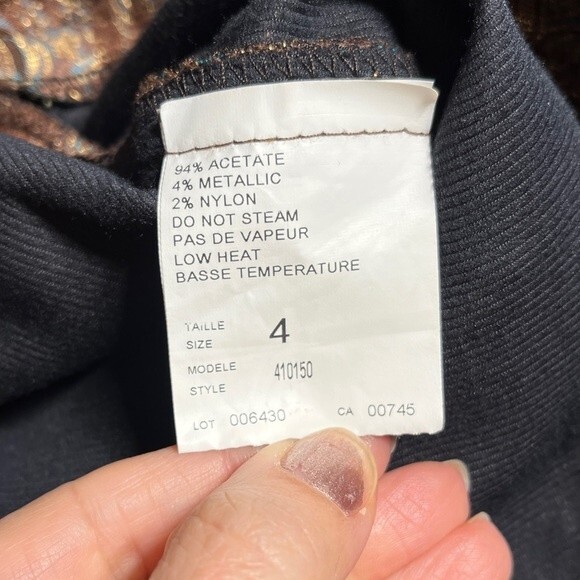 94% ACETATE
4% METALLIC
2% NYLON
DO NOT STEAM
PAS DE VAPEUR
LOW HEAT
BASSE TEMPERATURE
TAILLE
SIZE 4
MODELE
STYLE 410150
LOT 006430 CA 00745